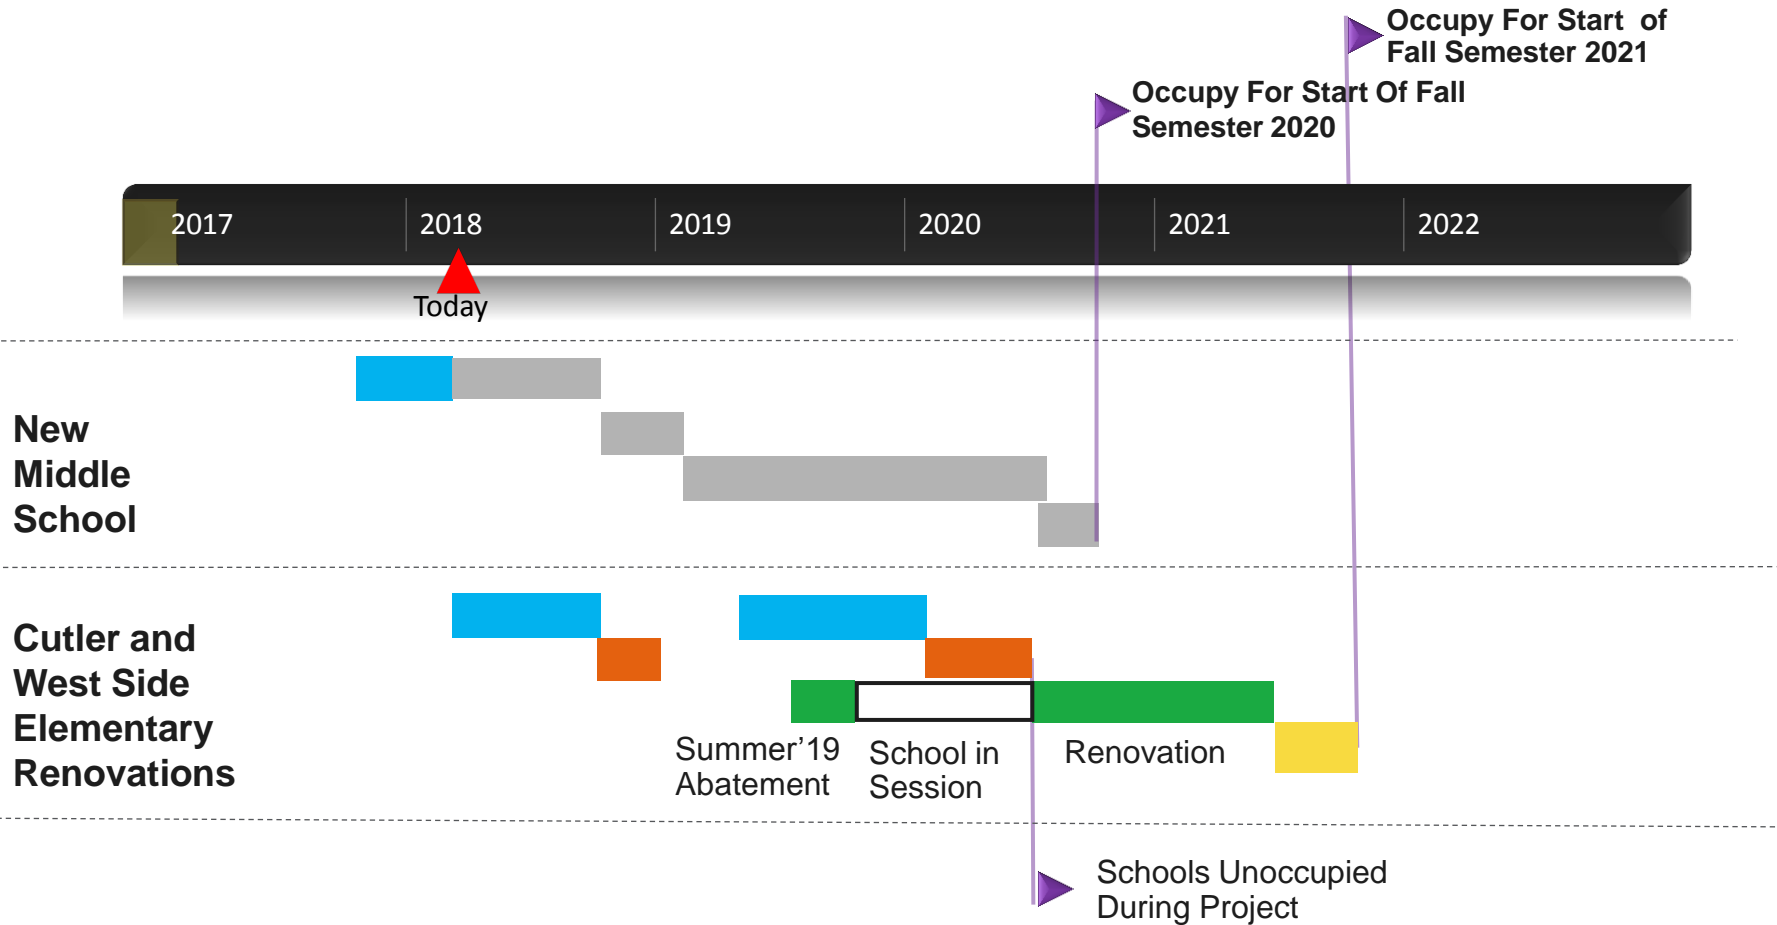 Occupy For Start of
Fall Semester 2021
Occupy For Start Of Fall
Semester 2020
2017
2018
2019
2020
2021
2022
Today
New
Middle
School
Cutler and
West Side
Elementary
Renovations
Summer'19
Abatement
School in
Session
Renovation
Schools Unoccupied
During Project